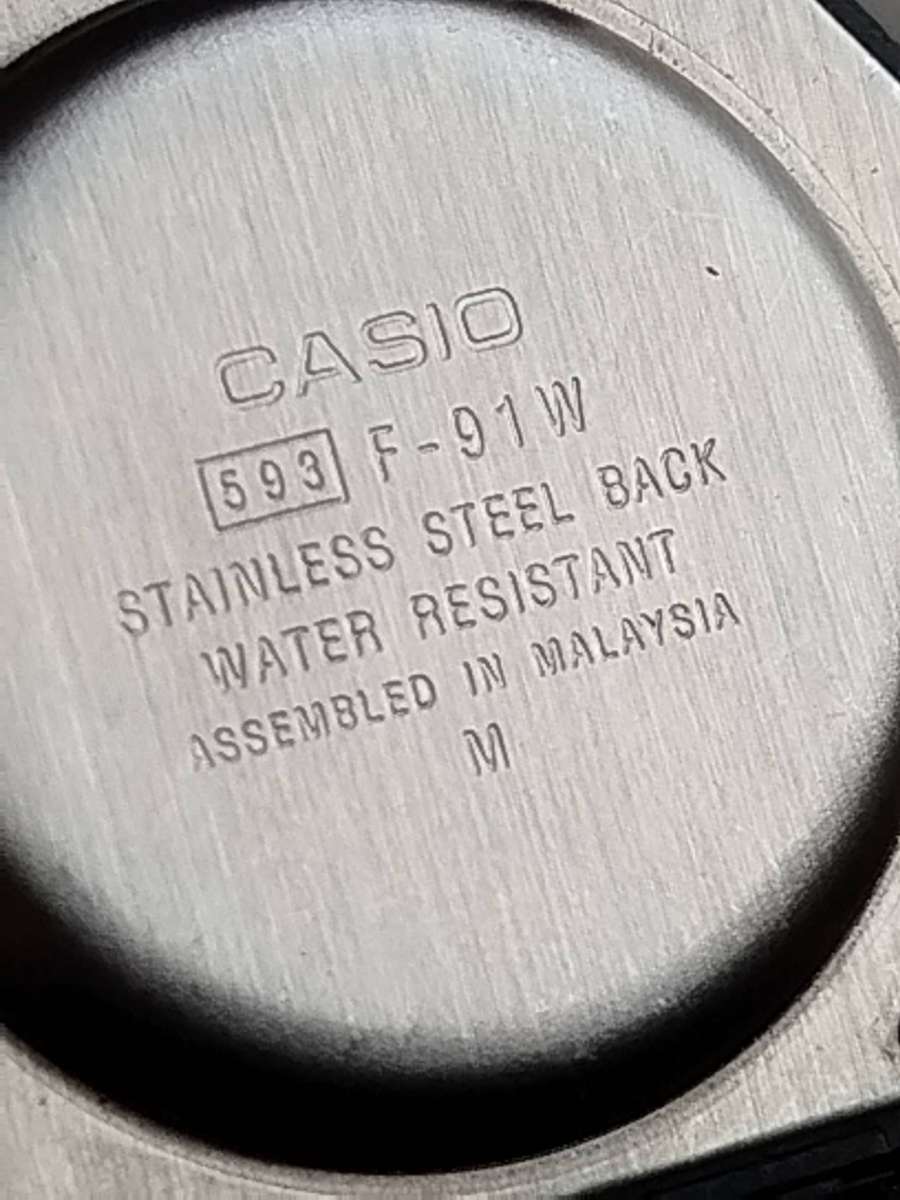 CASIO
593 F-91W
STAINLESS STEEL BACK
WATER RESISTANT
ASSEMBLED IN MALAYSIA
M